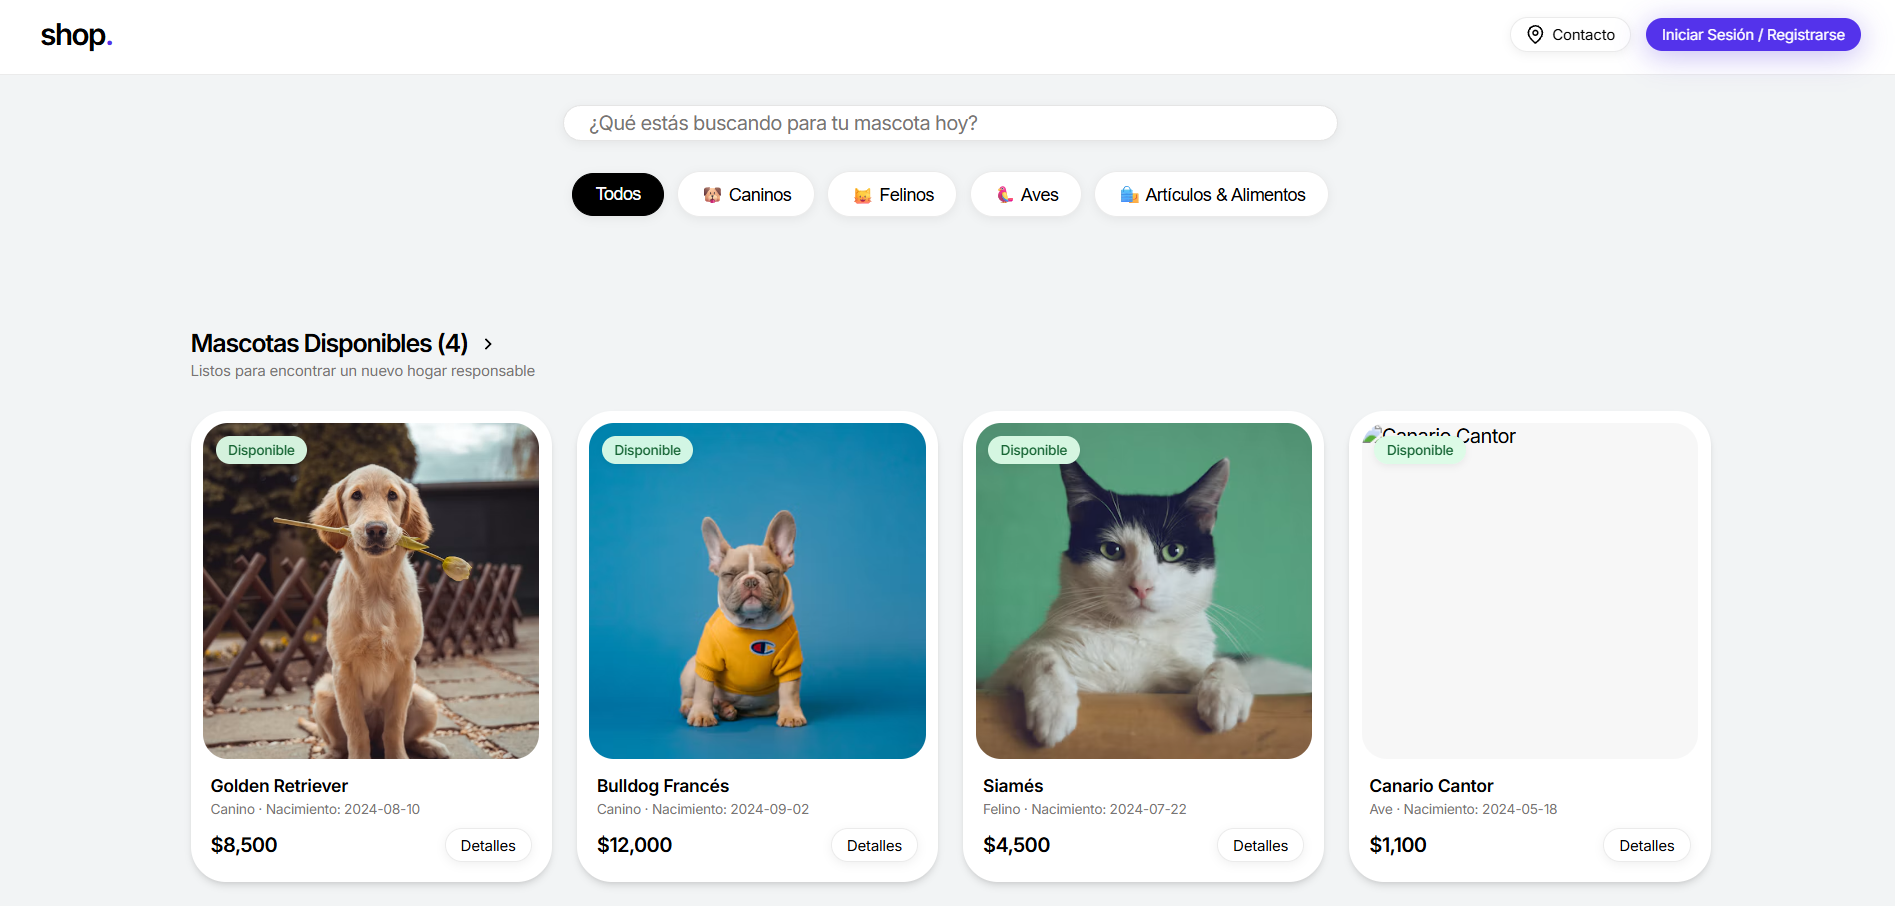 shop.
Contacto
Iniciar Sesión / Registrarse
¿Qué estás buscando para tu mascota hoy?
Todos
Caninos
Felinos
Aves
Artículos & Alimentos
Mascotas Disponibles (4)
Listos para encontrar un nuevo hogar responsable
Disponible
Disponible
Disponible
Canario Cantor
Disponible
Golden Retriever
Canino · Nacimiento: 2024-08-10
$8,500
Detalles
Bulldog Francés
Canino · Nacimiento: 2024-09-02
$12,000
Detalles
Siamés
Felino · Nacimiento: 2024-07-22
$4,500
Detalles
Canario Cantor
Ave · Nacimiento: 2024-05-18
$1,100
Detalles